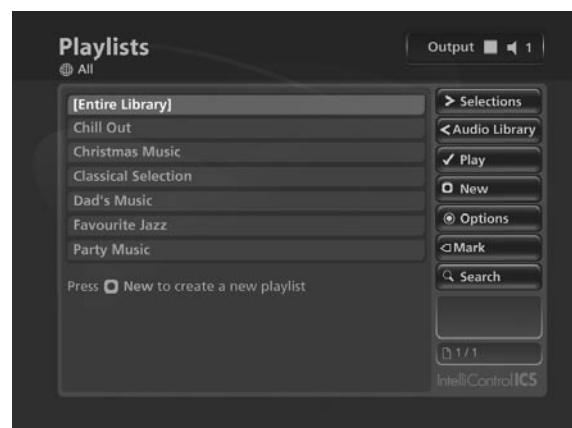 Playlists
All
Output 1
[Entire Library]
Chill Out
Christmas Music
Classical Selection
Dad's Music
Favourite Jazz
Party Music
Press New to create a new playlist
Selections
Audio Library
Play
New
Options
Mark
Search
1/1
IntelliControl ICS